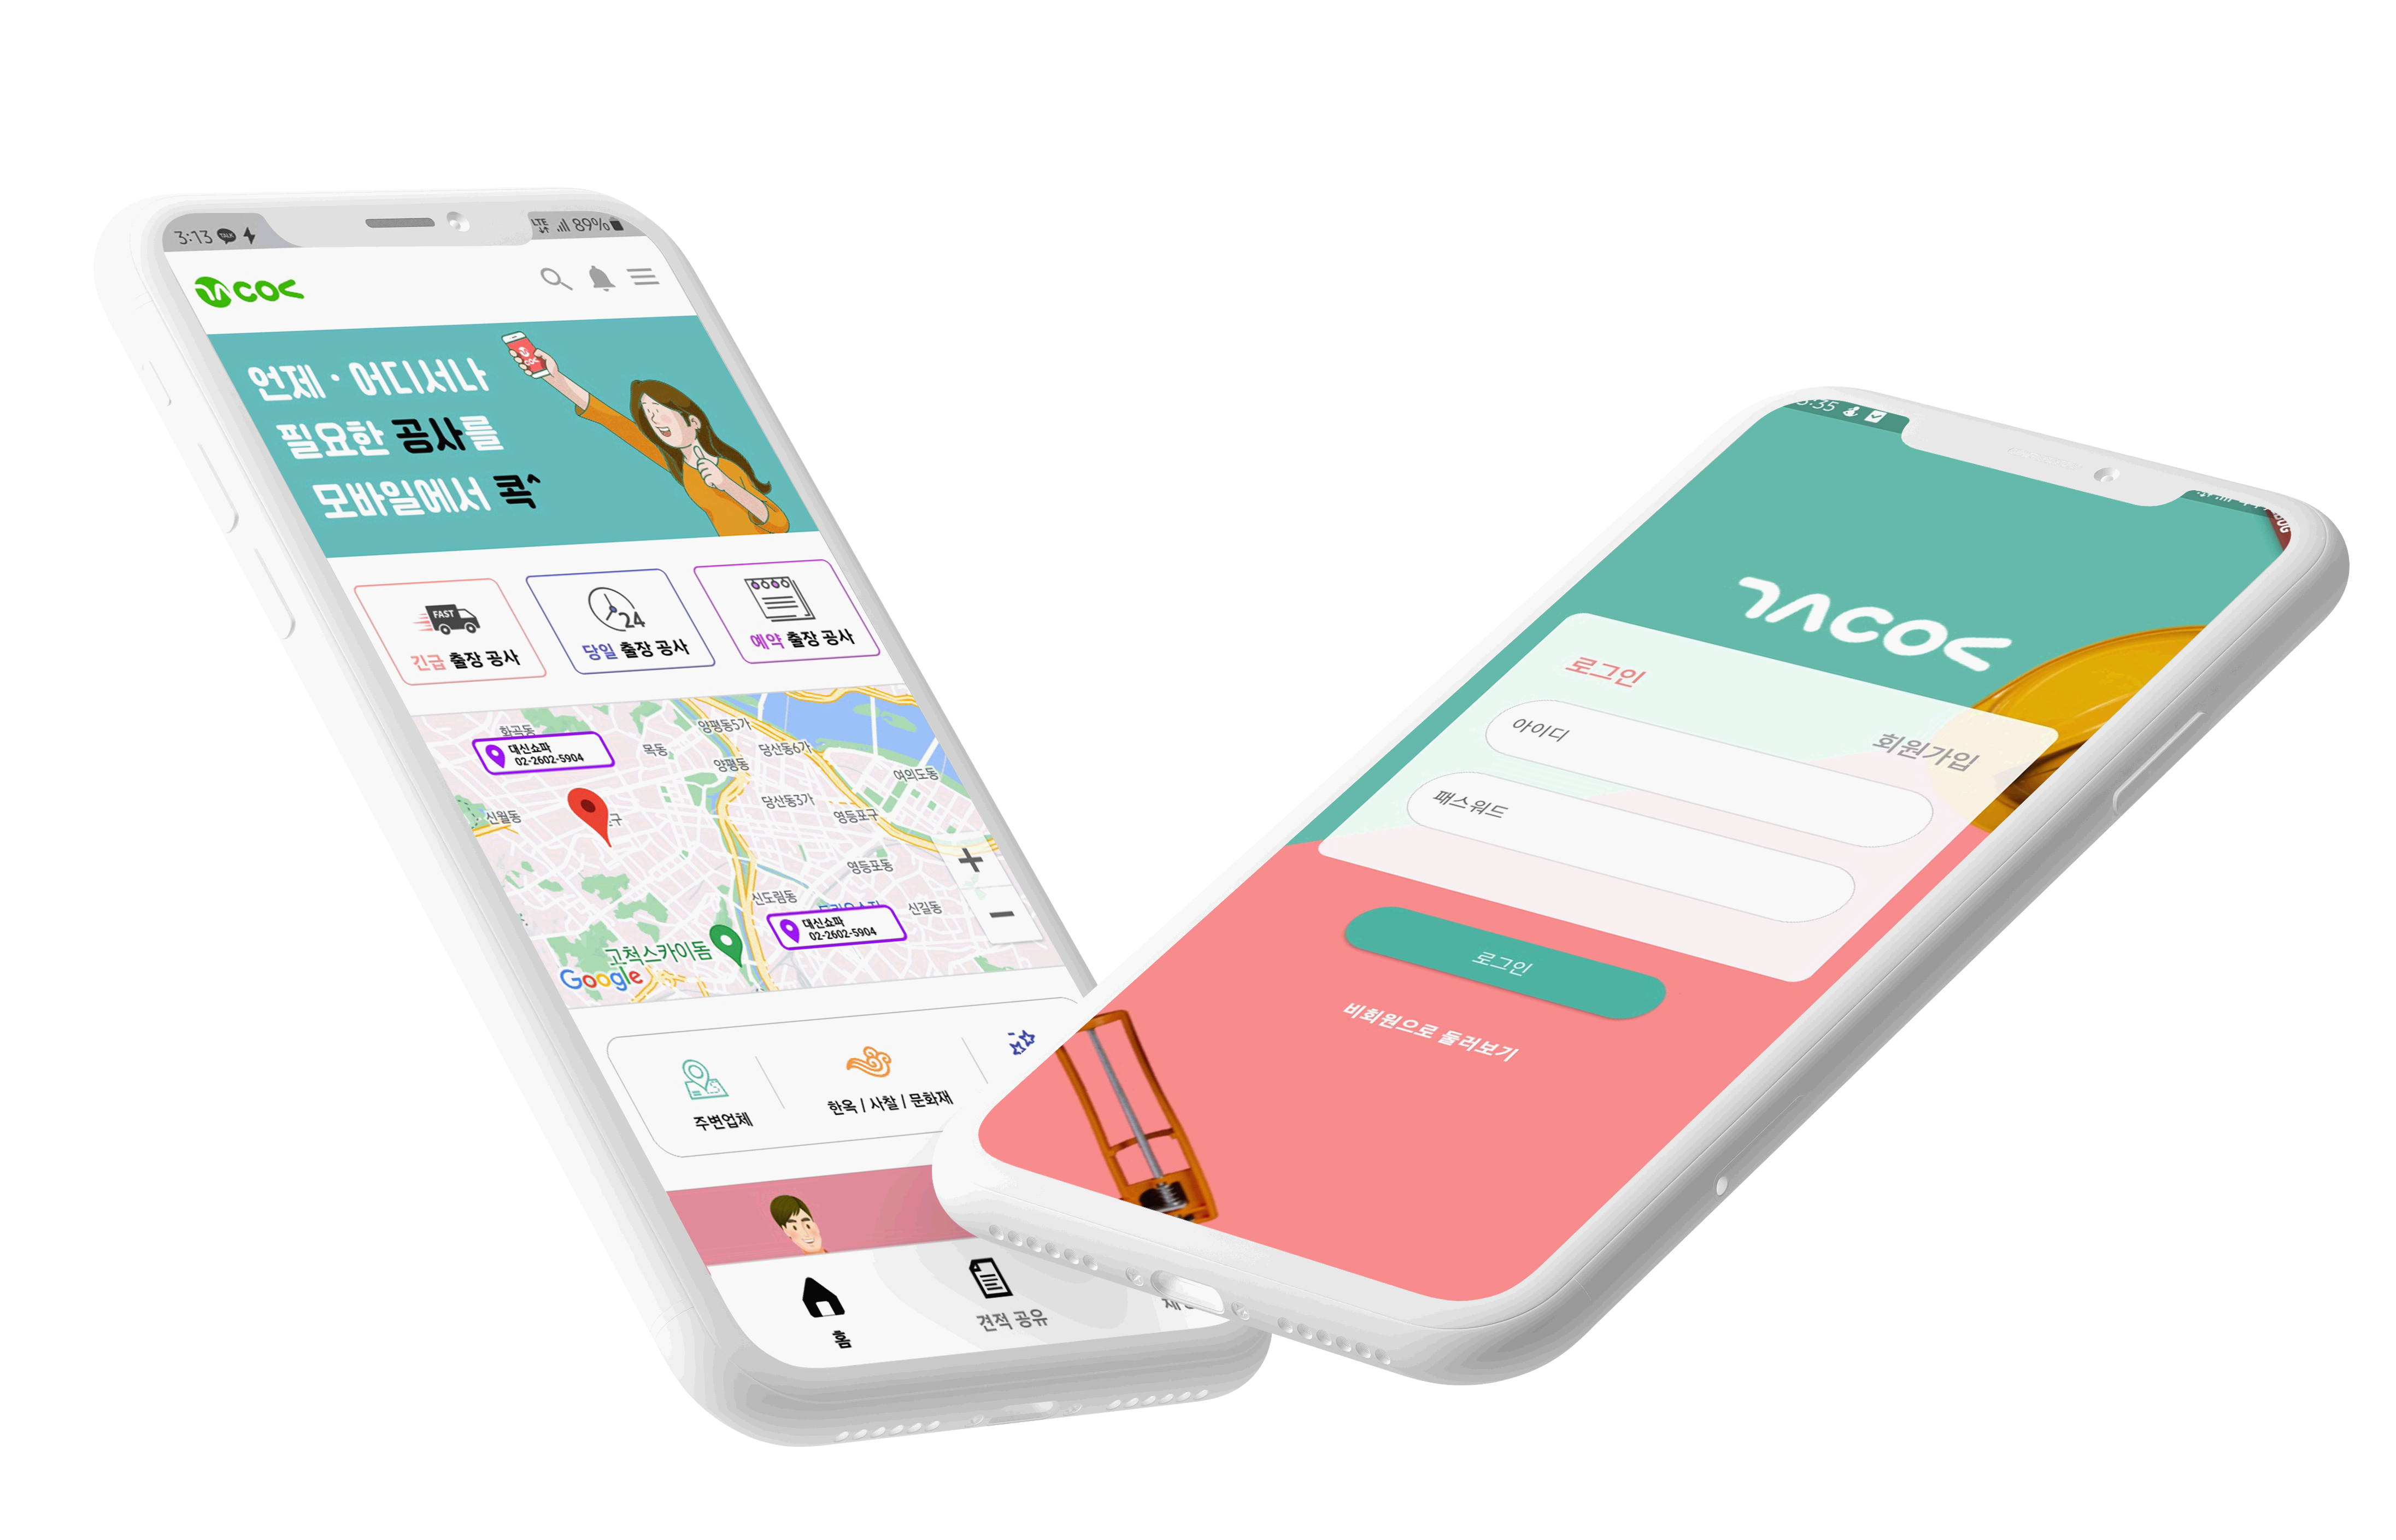 3:13
TALK
LTE
89%
COC
언제·어디서나
필요한 공사를
모바일에서 콕^
FAST
긴급 출장 공사
24
당일 출장 공사
예약 출장 공사
화곡동
대신쇼파
02-2602-5904
목동
양평동5가
당산동6가
양평동
여의도동
당산동3가
신월동
구
영등포구
영등포동
신도림동
신길동
대신쇼파
02-2602-5904
고척스카이돔
Google
주변업체
한옥 | 사찰 | 문화재
홈
견적 공유
3:35
ㄱACOC
로그인
회원가입
아이디
패스워드
로그인
비회원으로 둘러보기